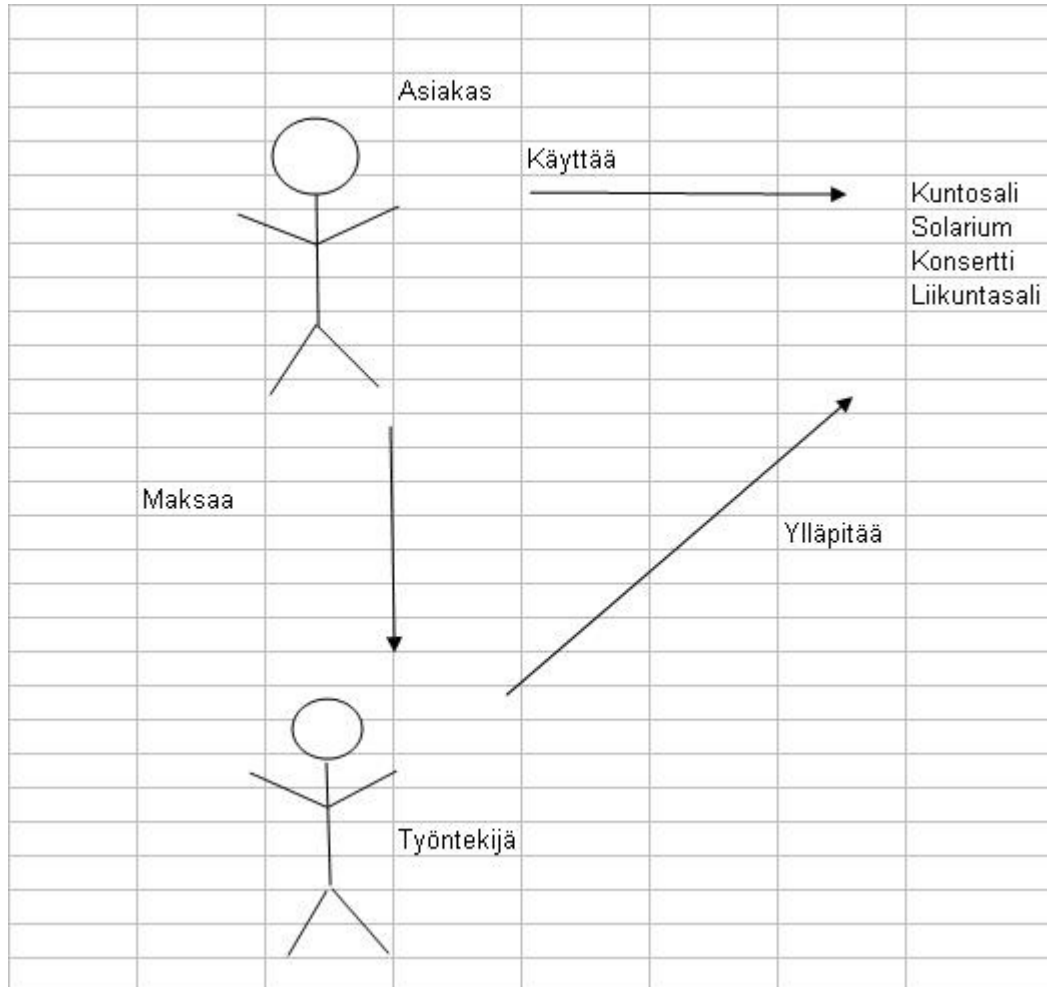 Asiakas
Käyttää
Kuntosali
Solarium
Konsertti
Liikuntasali
Maksaa
Ylläpitää
Työntekijä